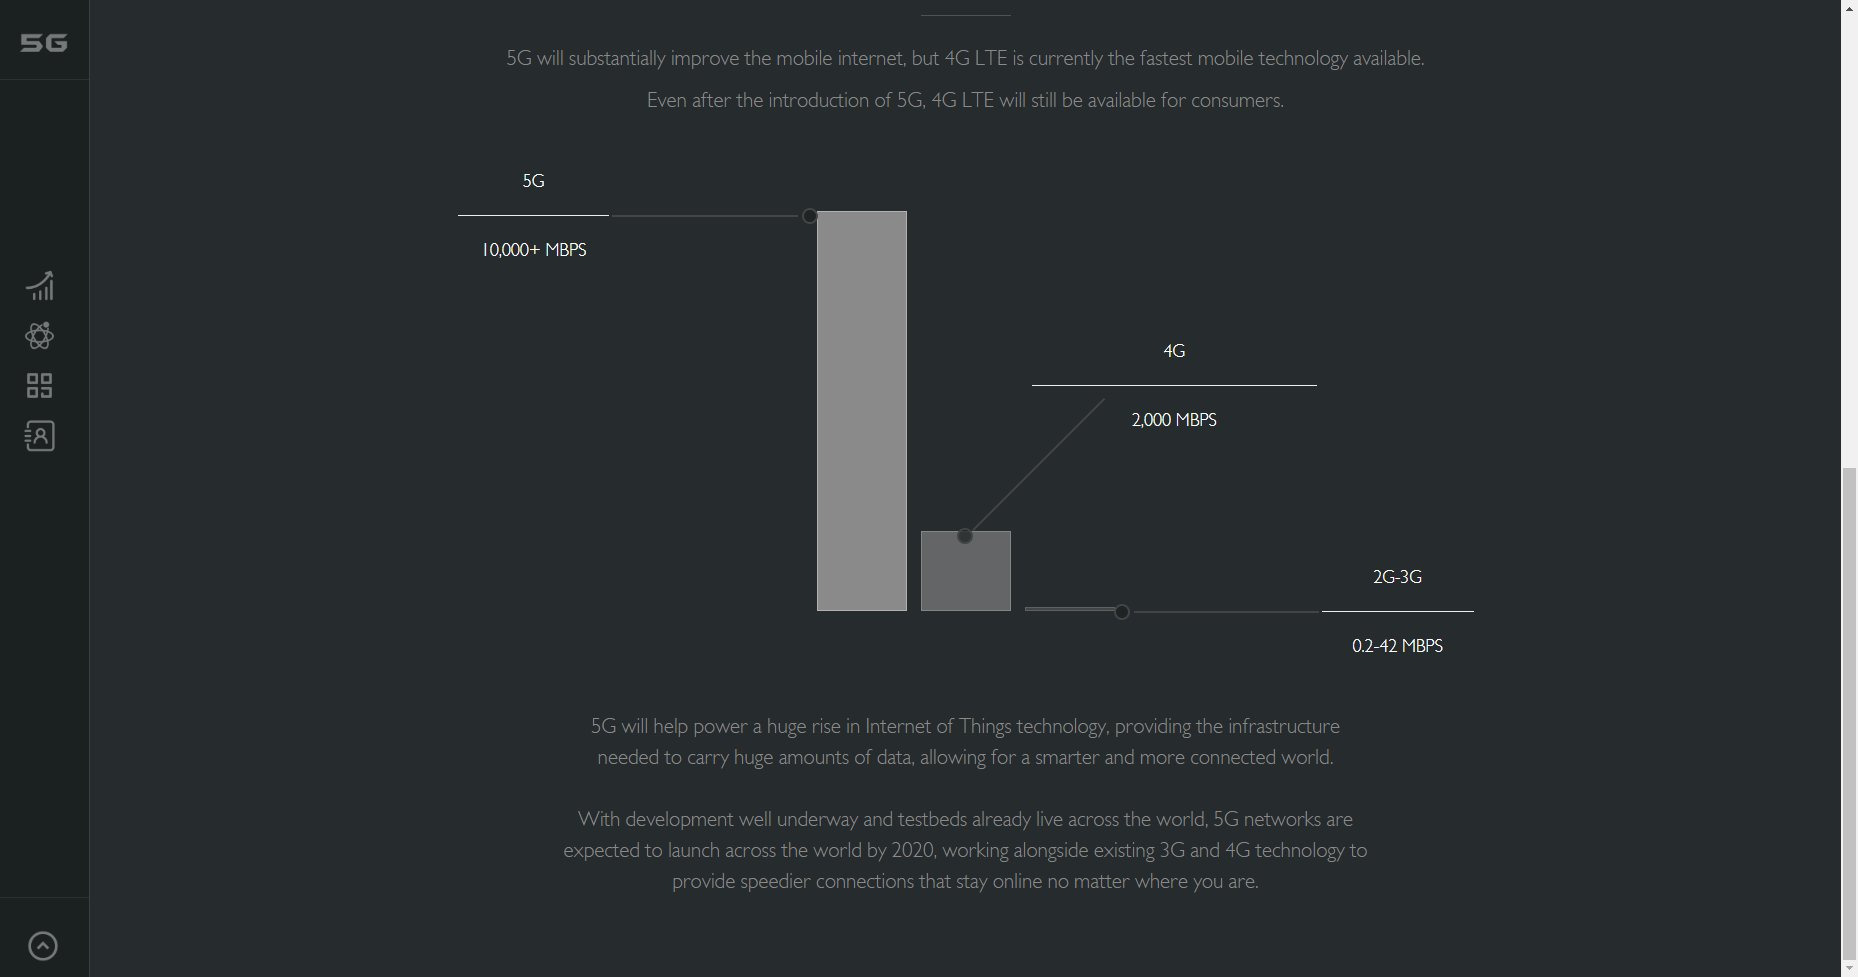 5G
5G will substantially improve the mobile internet, but 4G LTE is currently the fastest mobile technology available.
Even after the introduction of 5G, 4G LTE will still be available for consumers.
5G
10,000+ MBPS
4G
2,000 MBPS
2G-3G
0.2-42 MBPS
5G will help power a huge rise in Internet of Things technology, providing the infrastructure
needed to carry huge amounts of data, allowing for a smarter and more connected world.
With development well underway and testbeds already live across the world, 5G networks are
expected to launch across the world by 2020, working alongside existing 3G and 4G technology to
provide speedier connections that stay online no matter where you are.